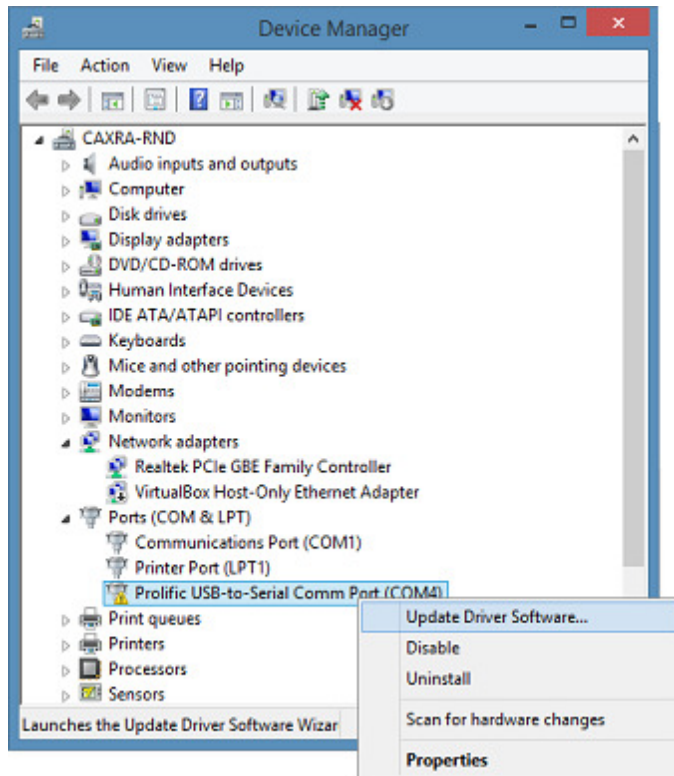 Device Manager
File Action View Help
CAXRA-RND
Audio inputs and outputs
Computer
Disk drives
Display adapters
DVD/CD-ROM drives
Human Interface Devices
IDE ATA/ATAPI controllers
Keyboards
Mice and other pointing devices
Modems
Monitors
Network adapters
Realtek PCIe GBE Family Controller
VirtualBox Host-Only Ethernet Adapter
Ports (COM & LPT)
Communications Port (COM1)
Printer Port (LPT1)
Prolific USB-to-Serial Comm Port (COM4)
Print queues
Printers
Processors
Sensors
Launches the Update Driver Software Wizar
Update Driver Software...
Disable
Uninstall
Scan for hardware changes
Properties